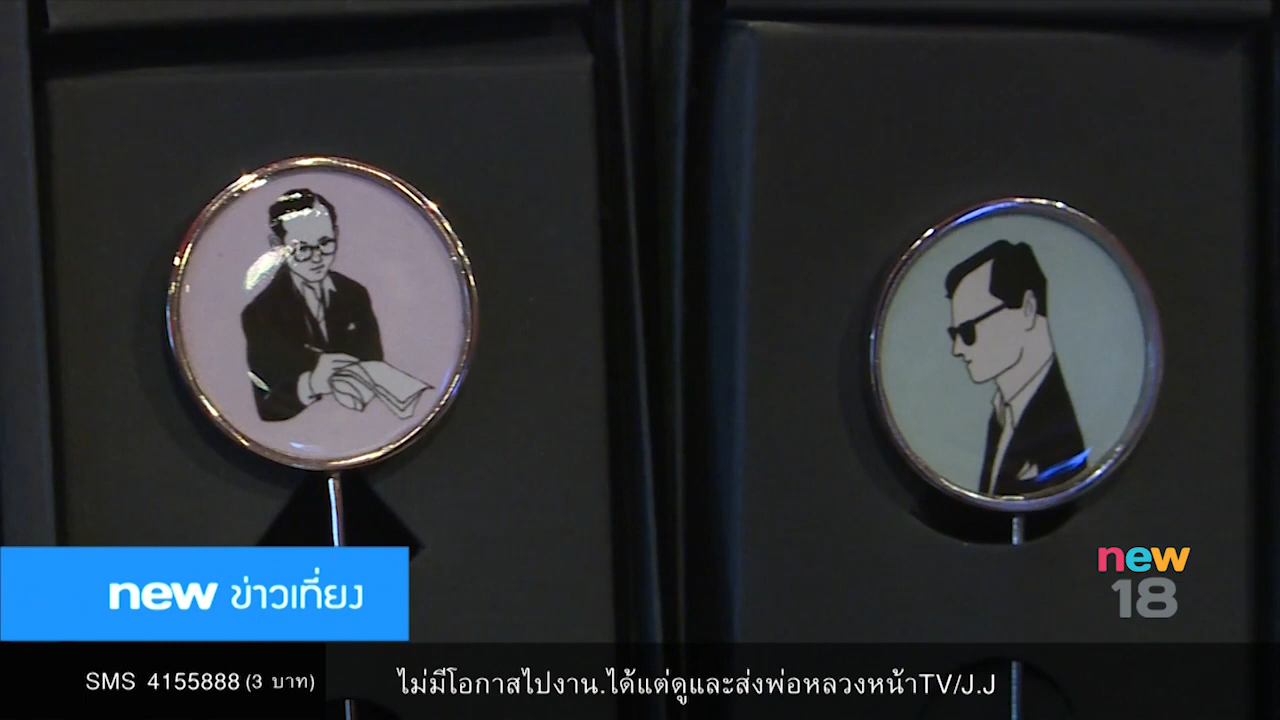 new ข่าวเที่ยง
new
18
SMS 4155888 (3 บาท)
ไม่มีโอกาสไปงาน.ได้แต่ดูและส่งพ่อหลวงหน้าTV/J.J